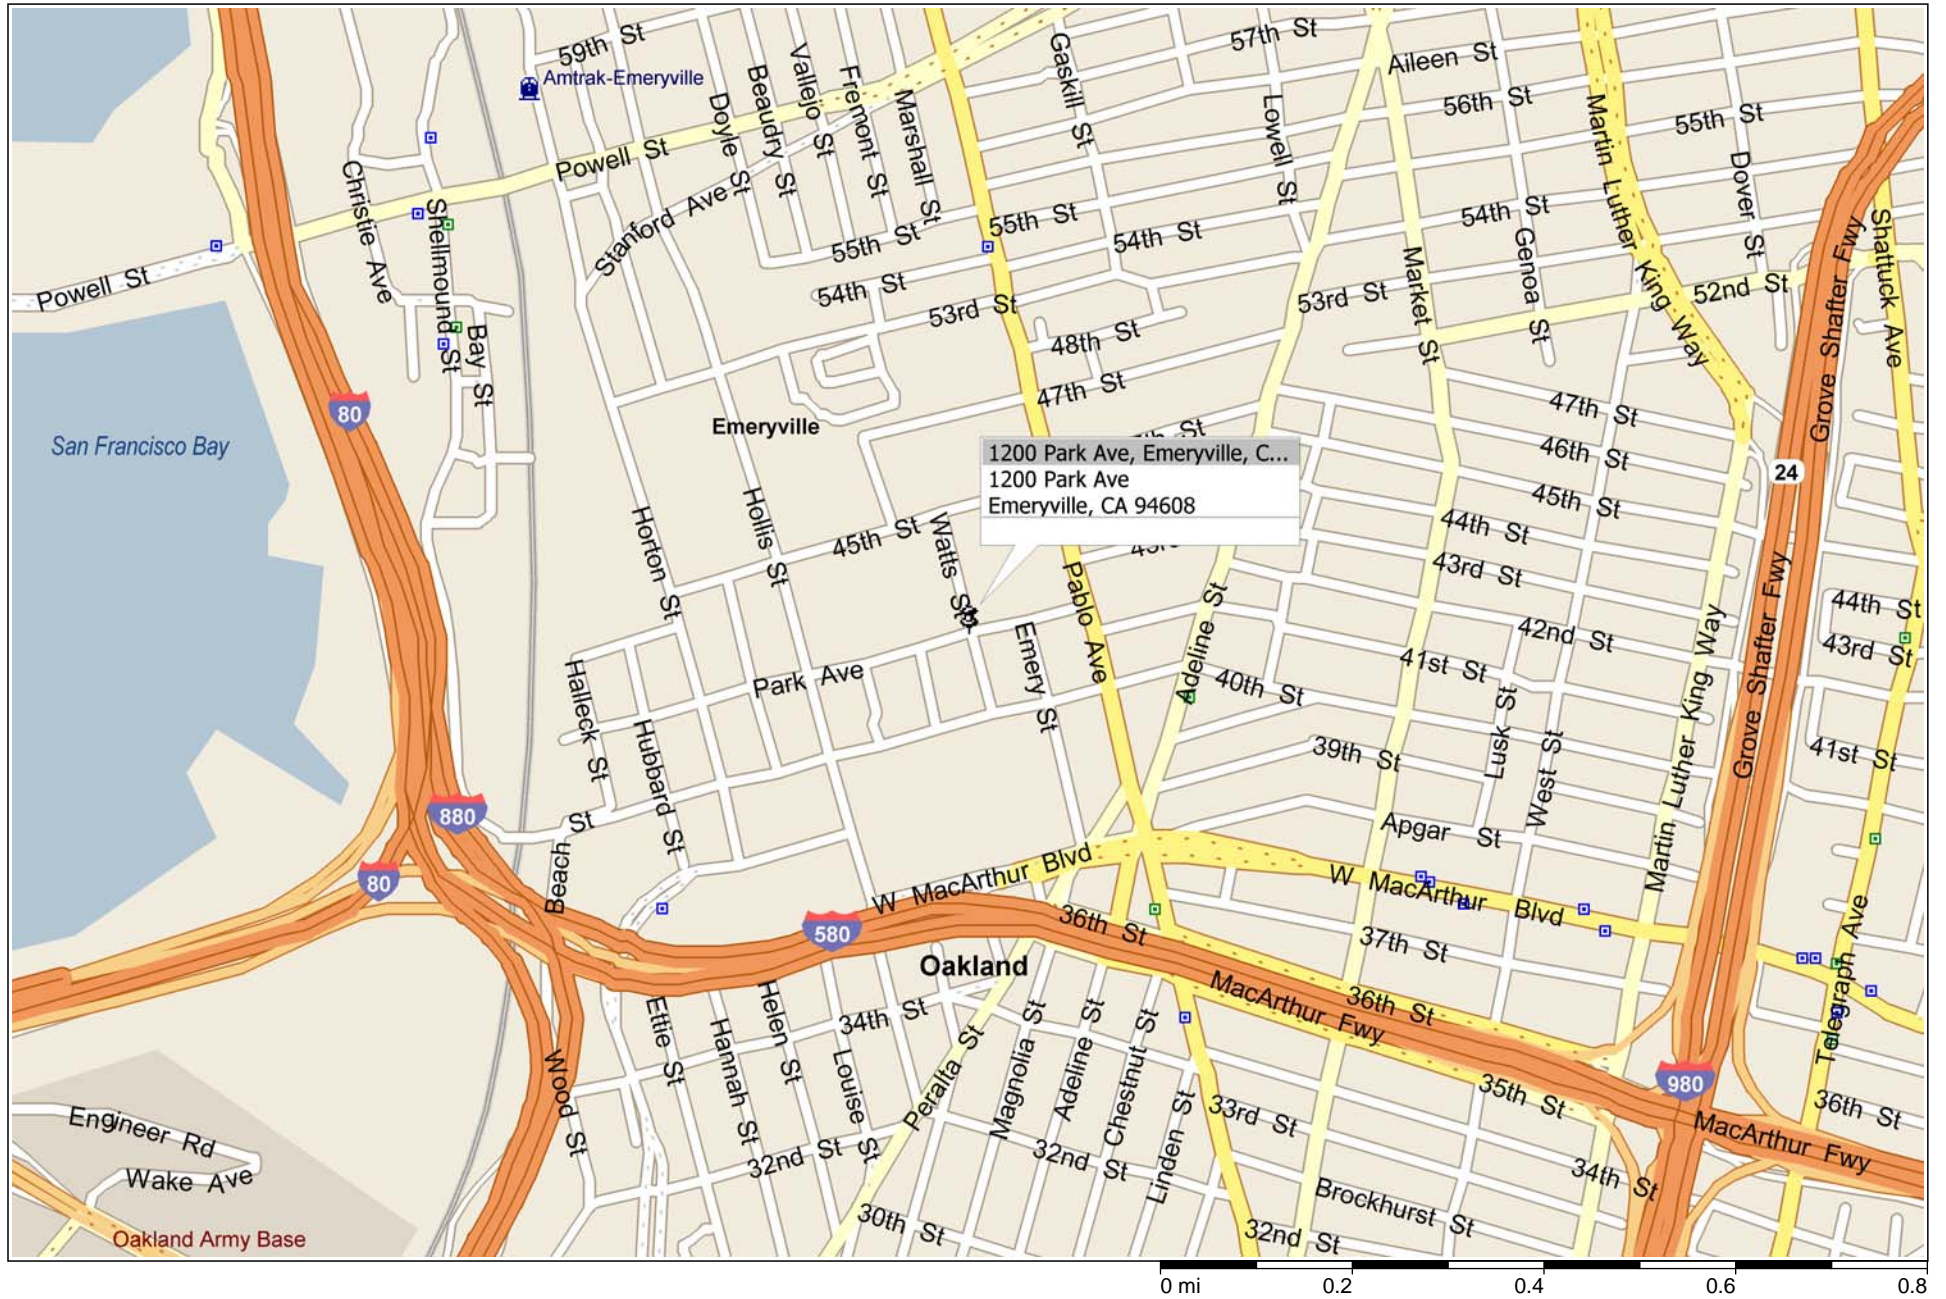 59th St
Amtrak-Emeryville
Powell St
Doyle St
Beaudry St
Vallejo St
Fremont St
Marshall St
Gaskill St
57th St
Lowell St
Aileen St
56th St
55th St
Martin Luther King Way
Dover St
Shattuck Ave
Christie Ave
Shellmound St
Stanford Ave
55th St
55th St
54th St
54th St
54th St
Genoa St
Market St
Powell St
Bay St
54th St
53rd St
53rd St
52nd St
Grove Shafter Fwy
48th St
47th St
47th St
80
San Francisco Bay
Emeryville
St
46th St
24
1200 Park Ave, Emeryville, C...
1200 Park Ave
Emeryville, CA 94608
45th St
Hollis St
Horton St
45th St
Watts St
44th St
43rd St
Pablo Ave
Adeline St
Emery St
42nd St
41st St
44th St
43rd St
Grove Shafter Fwy
Martin Luther King Way
Park Ave
Halleck St
Hubbard St
40th St
39th St
Lusk St
West St
41st St
880
Beach St
Apgar St
80
W MacArthur Blvd
W MacArthur Blvd
580
36th St
37th St
Telegraph Ave
Oakland
MacArthur Fwy
36th St
Ettie St
Hannah St
Helen St
34th St
Louise St
Peralta St
Magnolia St
Adeline St
Chestnut St
Linden St
Wood St
980
35th St
33rd St
36th St
MacArthur Fwy
Engineer Rd
Wake Ave
32nd St
32nd St
34th St
Brockhurst St
30th St
32nd St
Oakland Army Base
0 mi 0.2 0.4 0.6 0.8